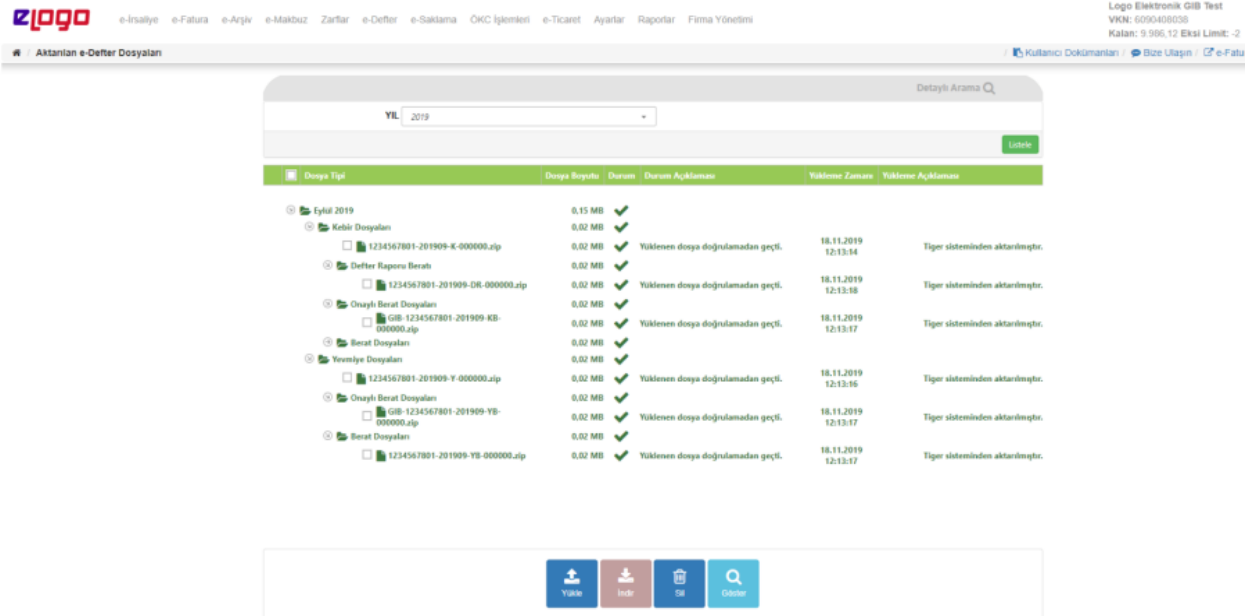 eLogo
e-İrsaliye e-Fatura e-Arşiv e-Makbuz Zarflar e-Defter e-Saklama ÖKC İşlemleri e-Ticaret Ayarlar Raporlar Firma Yönetimi
Logo Elektronik GIB Test
VKN: 6090408038
Kalan: 9.986,12 Eksi Limit: -2
/ Aktarılan e-Defter Dosyaları
/ Kullanıcı Dokümanları / Bize Ulaşın / e-Fatu
Detaylı Arama
YIL 2019
Listele
Dosya Tipi Dosya Boyutu Durum Durum Açıklaması Yükleme Zamanı Yükleme Açıklaması
Eylül 2019 0,15 MB
Kebir Dosyaları 0,02 MB
1234567801-201909-K-000000.zip 0,02 MB Yüklenen dosya doğrulamadan geçti. 18.11.2019 Tiger sisteminden aktarılmıştır.
12:13:14
Defter Raporu Beratı 0,02 MB
1234567801-201909-DR-000000.zip 0,02 MB Yüklenen dosya doğrulamadan geçti. 18.11.2019 Tiger sisteminden aktarılmıştır.
12:13:18
Onaylı Berat Dosyaları 0,02 MB
GIB-1234567801-201909-KB- 0,02 MB Yüklenen dosya doğrulamadan geçti. 18.11.2019 Tiger sisteminden aktarılmıştır.
000000.zip 12:13:17
Berat Dosyaları 0,02 MB
Yevmiye Dosyaları 0,02 MB
1234567801-201909-Y-000000.zip 0,02 MB Yüklenen dosya doğrulamadan geçti. 18.11.2019 Tiger sisteminden aktarılmıştır.
12:13:16
Onaylı Berat Dosyaları 0,02 MB
GIB-1234567801-201909-YB- 0,02 MB Yüklenen dosya doğrulamadan geçti. 18.11.2019 Tiger sisteminden aktarılmıştır.
000000.zip 12:13:17
Berat Dosyaları 0,02 MB
1234567801-201909-YB-000000.zip 0,02 MB Yüklenen dosya doğrulamadan geçti. 18.11.2019 Tiger sisteminden aktarılmıştır.
12:13:17
Yükle İndir Sil Göster